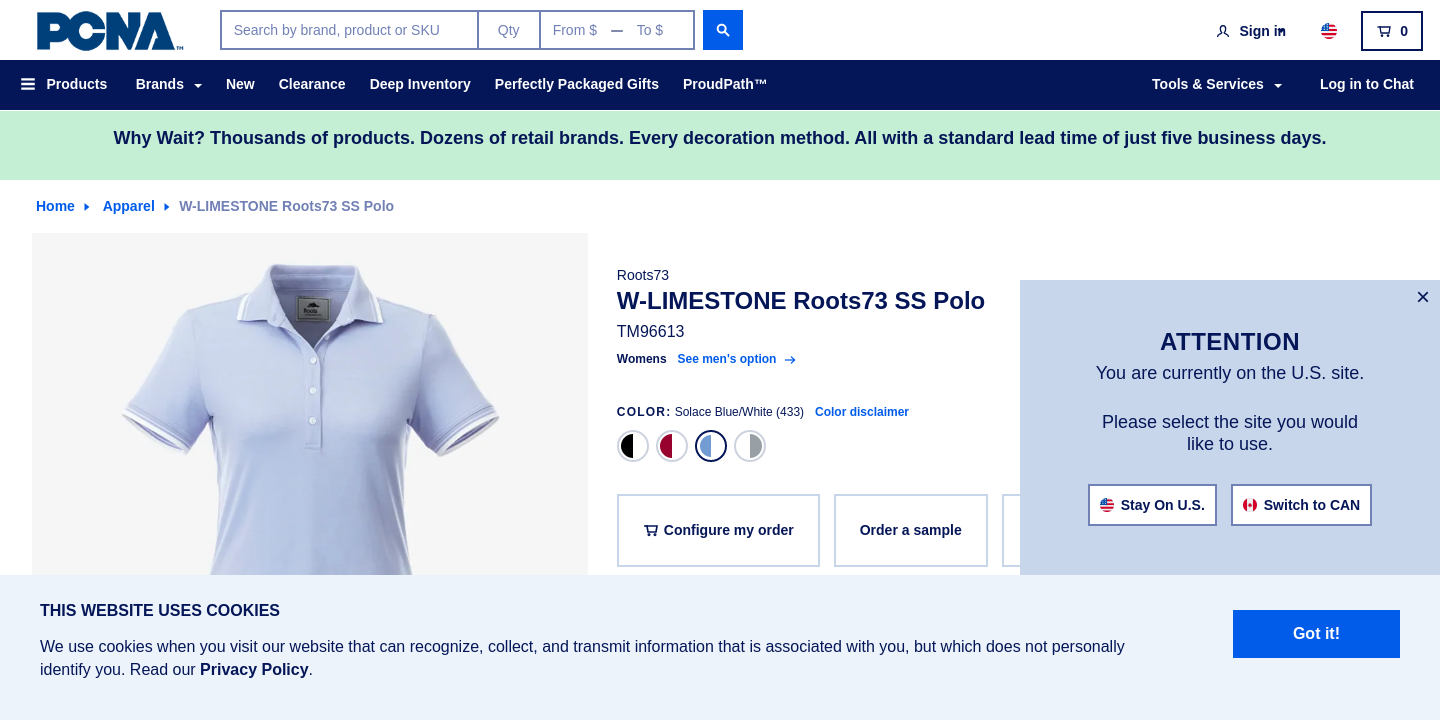 PCNA™
Search by brand, product or SKU
Qty
From $ — To $
Sign in
0
Products
Brands
New
Clearance
Deep Inventory
Perfectly Packaged Gifts
ProudPath™
Tools & Services
Log in to Chat
Why Wait? Thousands of products. Dozens of retail brands. Every decoration method. All with a standard lead time of just five business days.
Home
Apparel
W-LIMESTONE Roots73 SS Polo
Roots
Roots73
W-LIMESTONE Roots73 SS Polo
TM96613
Womens See men's option
COLOR: Solace Blue/White (433) Color disclaimer
Configure my order
Order a sample
×
ATTENTION
You are currently on the U.S. site.
Please select the site you would
like to use.
Stay On U.S.
Switch to CAN
THIS WEBSITE USES COOKIES
We use cookies when you visit our website that can recognize, collect, and transmit information that is associated with you, but which does not personally
identify you. Read our Privacy Policy.
Got it!